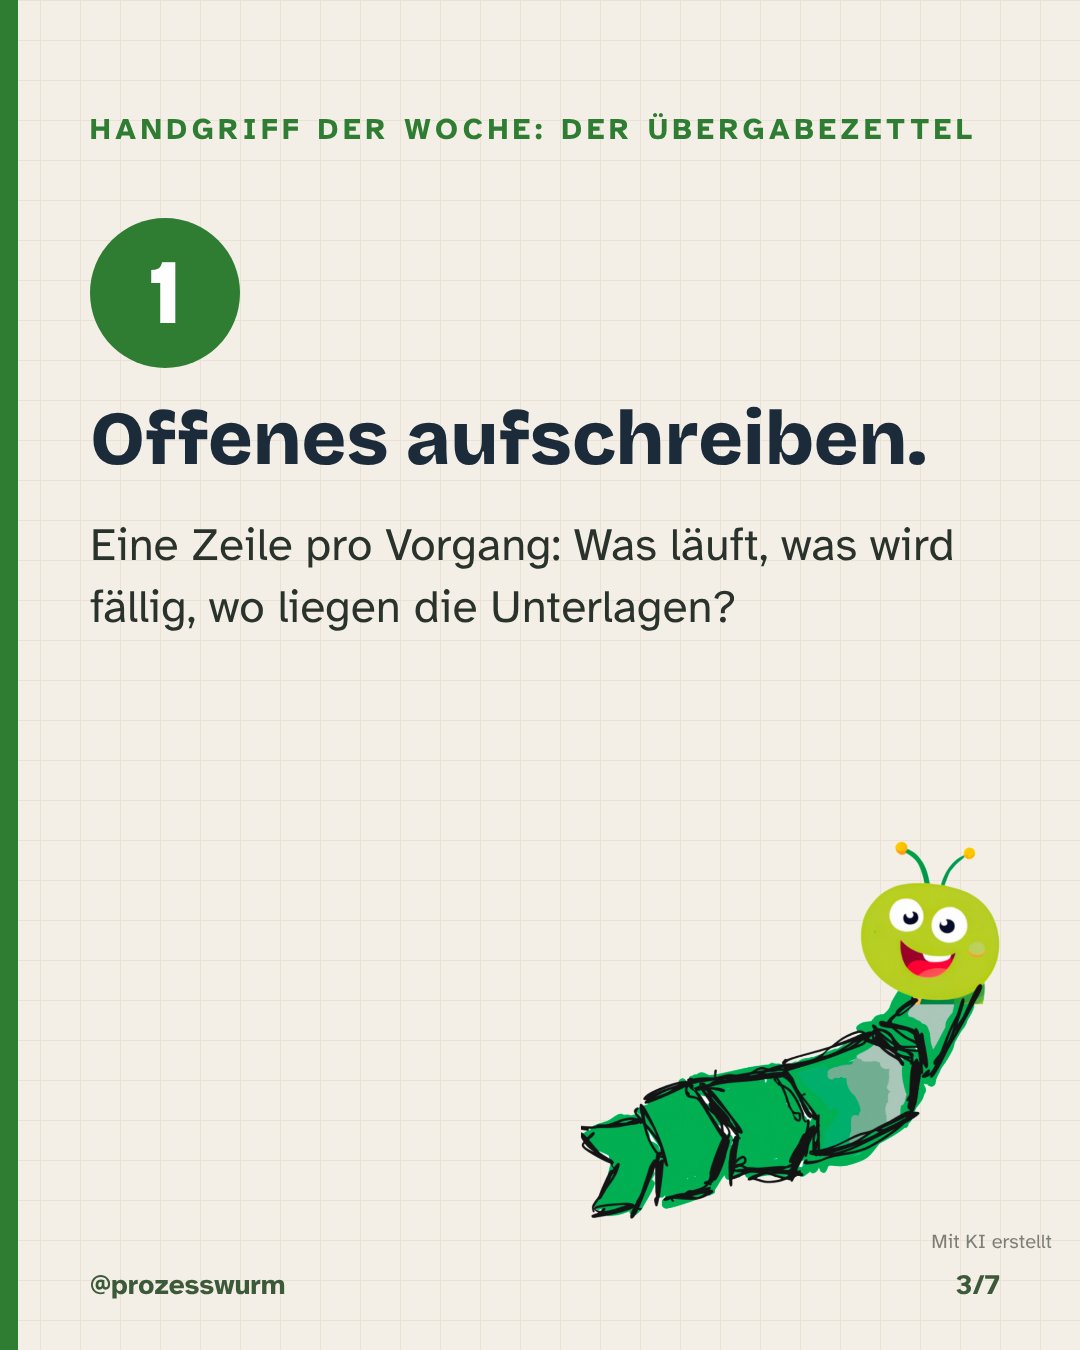 HANDGRIFF DER WOCHE: DER ÜBERGABEZETTEL
1
Offenes aufschreiben.
Eine Zeile pro Vorgang: Was läuft, was wird
fällig, wo liegen die Unterlagen?
Mit KI erstellt
@prozesswurm
3/7